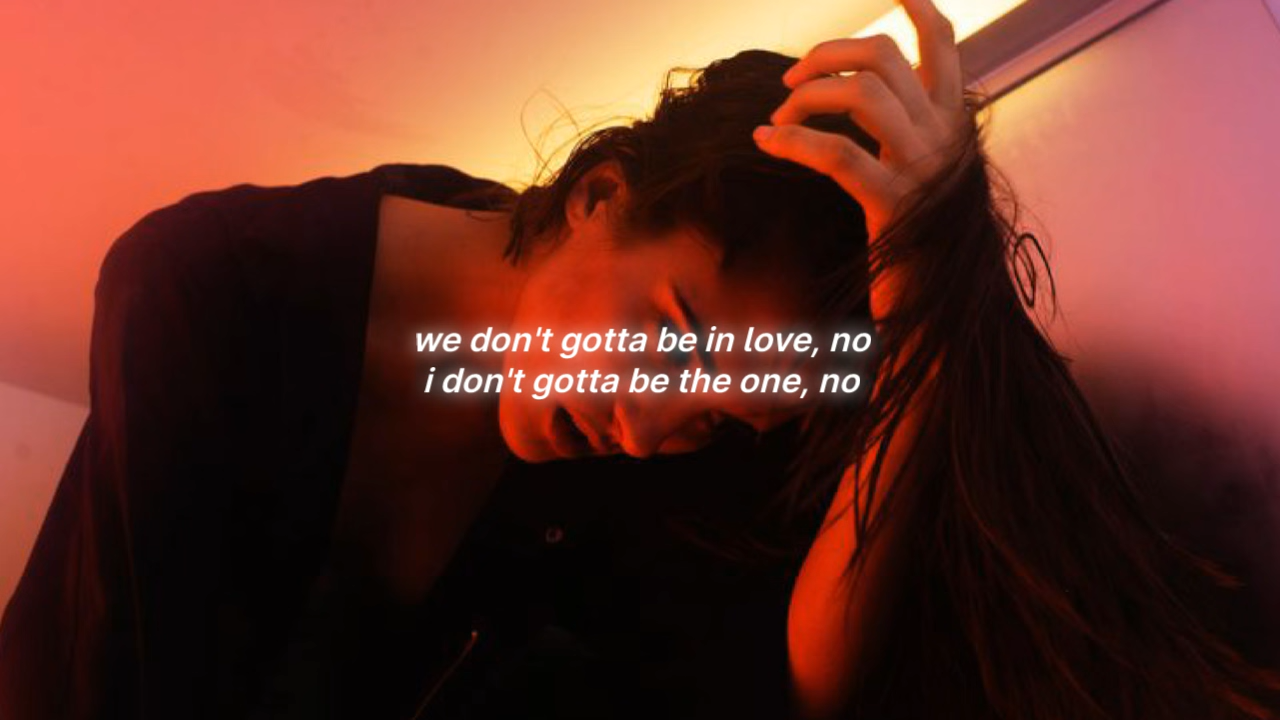 we don't gotta be in love, no
i don't gotta be the one, no